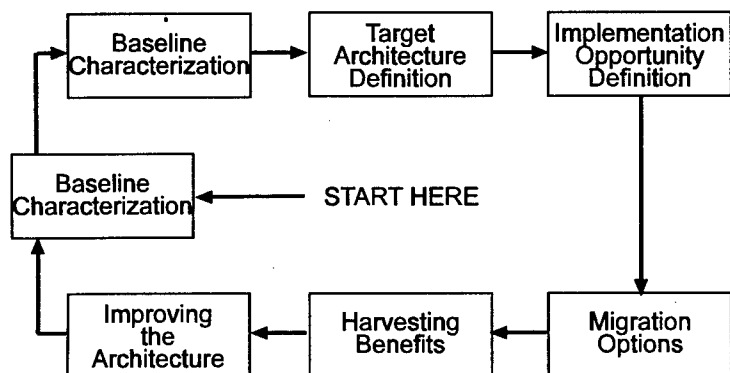 Baseline
Characterization
Target
Architecture
Definition
Implementation
Opportunity
Definition
Baseline
Characterization
START HERE
Improving
the
Architecture
Harvesting
Benefits
Migration
Options